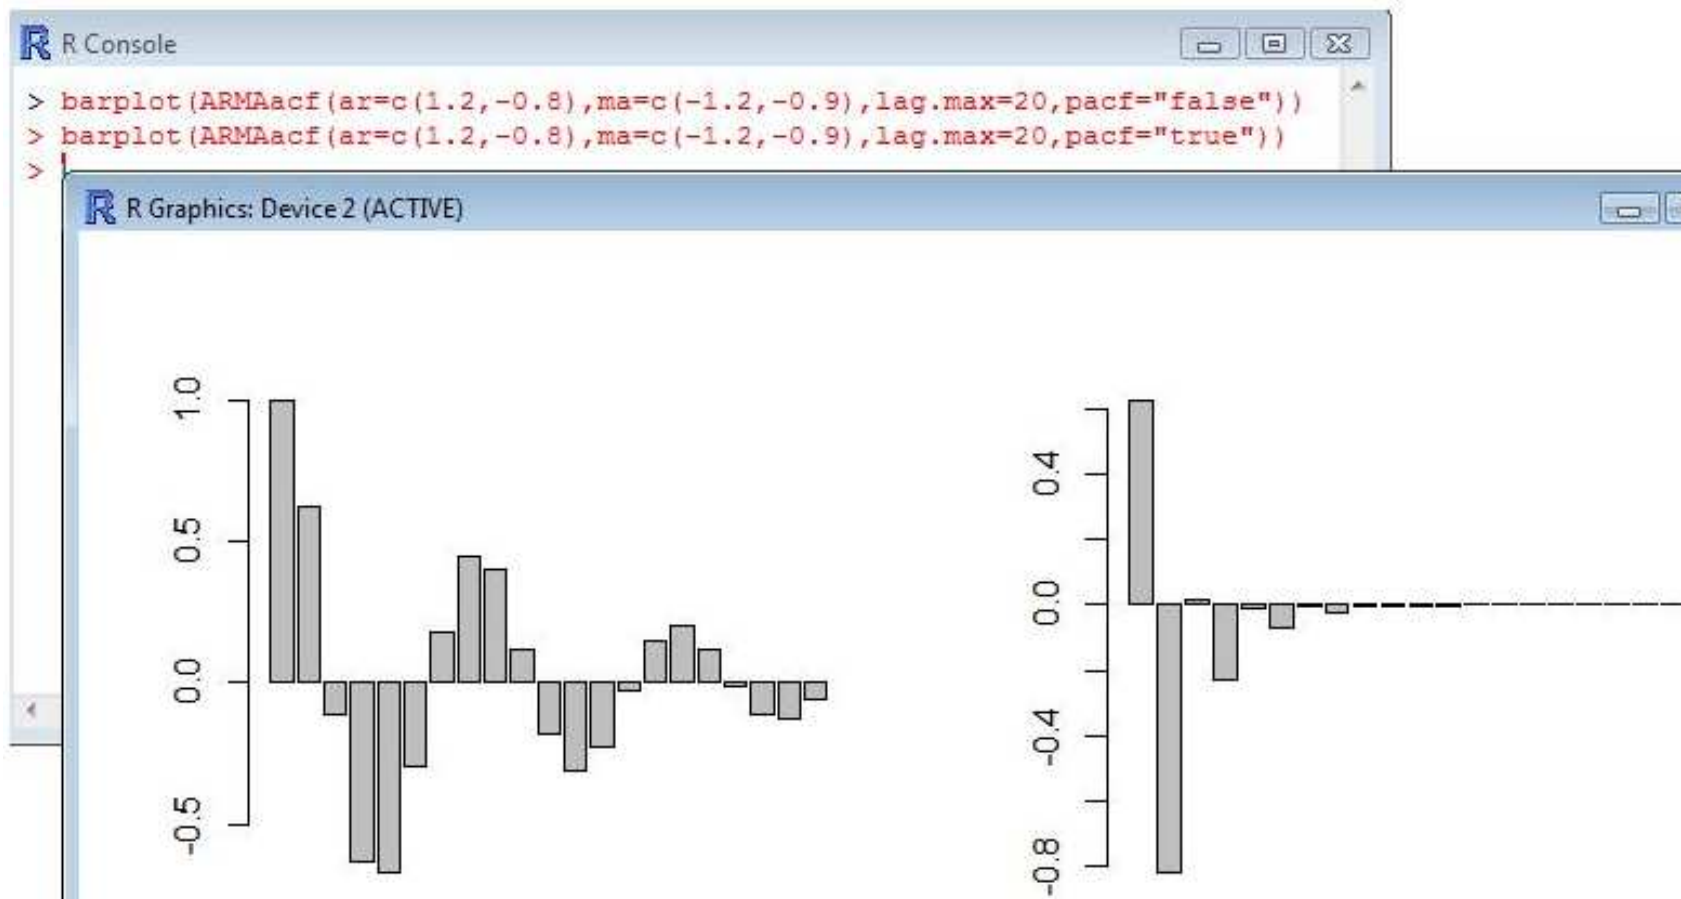 R Console
> barplot(ARMAacf(ar=c(1.2,-0.8),ma=c(-1.2,-0.9),lag.max=20,pacf="false"))
> barplot(ARMAacf(ar=c(1.2,-0.8),ma=c(-1.2,-0.9),lag.max=20,pacf="true"))
>
R Graphics: Device 2 (ACTIVE)
1.0
0.5
0.0
-0.5
0.4
0.0
-0.4
-0.8